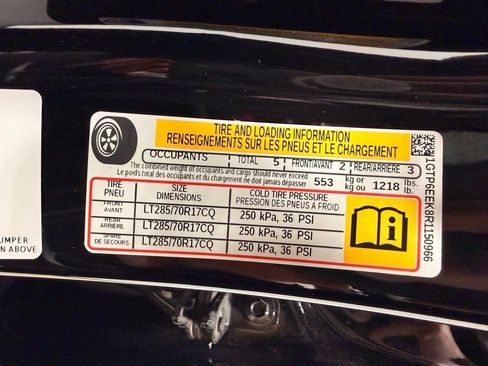 TIRE AND LOADING INFORMATION
RENSEIGNEMENTS SUR LES PNEUS ET LE CHARGEMENT
OCCUPANTS TOTAL 5 FRONT/AVANT 2 REAR/ARRIÈRE 3
The combined weight of occupants and cargo should never exceed
Le poids total des occupants et du chargement ne doit jamais dépasser 553 kg or kg ou 1218 lbs. lb.
TIRE PNEU SIZE DIMENSIONS COLD TIRE PRESSURE PRESSION DES PNEUS A FROID
FRONT AVANT LT285/70R17CQ 250 kPa, 36 PSI
REAR ARRIÈRE LT285/70R17CQ 250 kPa, 36 PSI
SPARE DE SECOURS LT285/70R17CQ 250 kPa, 36 PSI
1GTP6EEK8R1150966
UMPER
N ABOVE